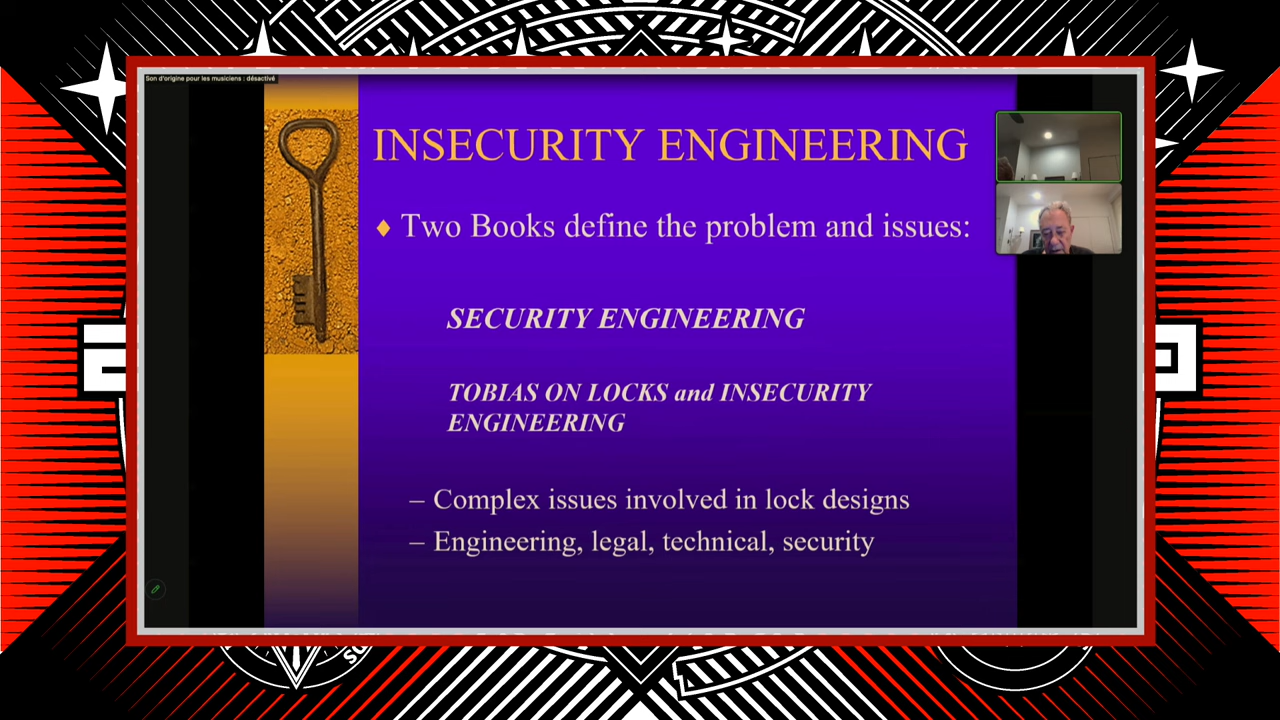 Son d'origine pour les musiciens : désactivé
INSECURITY ENGINEERING
Two Books define the problem and issues:
SECURITY ENGINEERING
TOBIAS ON LOCKS and INSECURITY
ENGINEERING
– Complex issues involved in lock designs
– Engineering, legal, technical, security